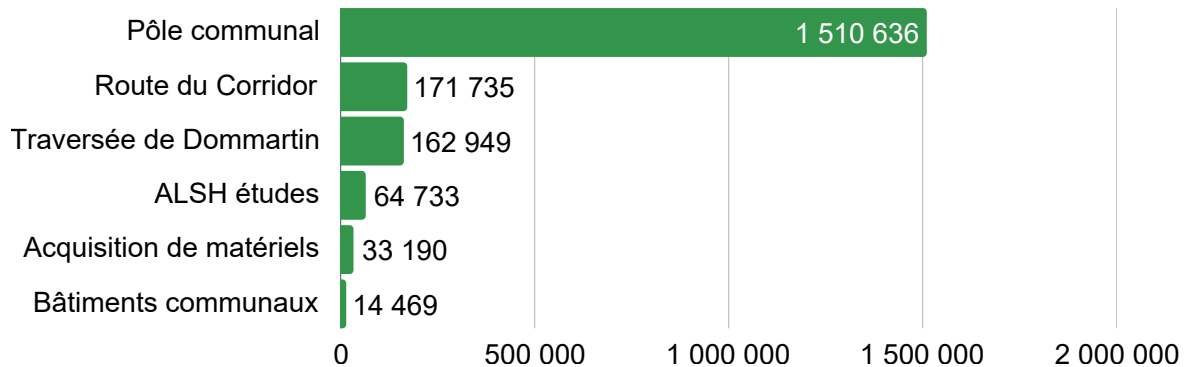 Pôle communal 1 510 636
Route du Corridor 171 735
Traversée de Dommartin 162 949
ALSH études 64 733
Acquisition de matériels 33 190
Bâtiments communaux 14 469
0 500 000 1 000 000 1 500 000 2 000 000